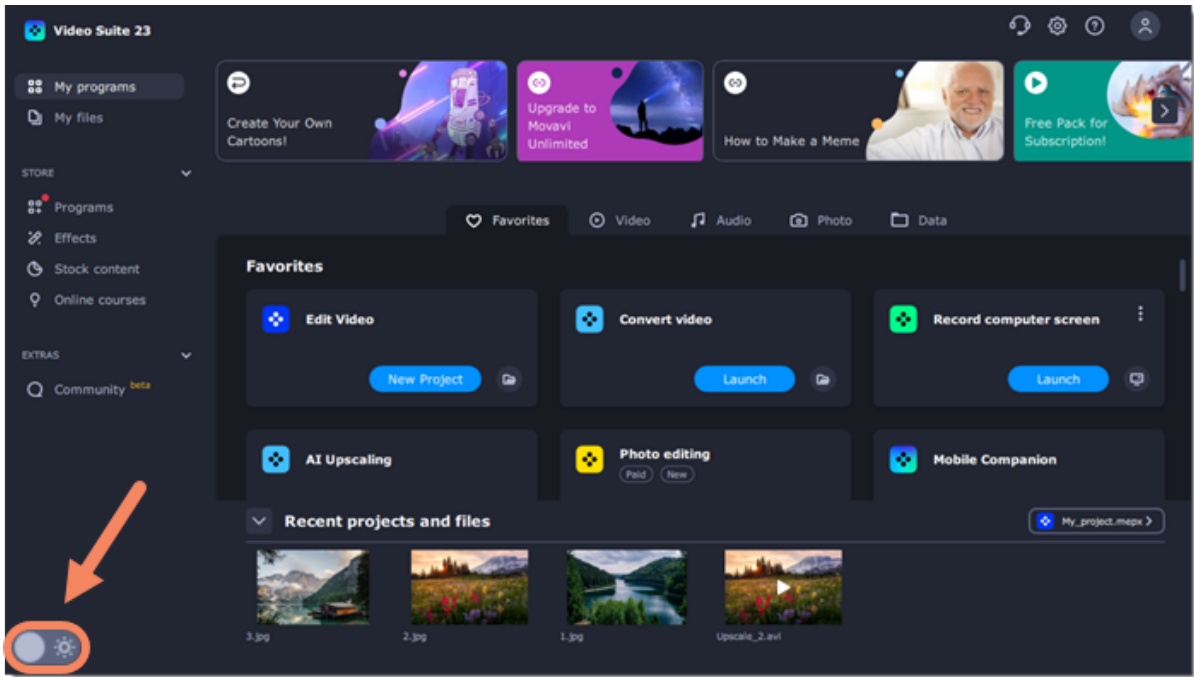 Video Suite 23
My programs
My files
STORE
Programs
Effects
Stock content
Online courses
EXTRAS
Community beta
Create Your Own
Cartoons!
Upgrade to
Movavi
Unlimited
How to Make a Meme
Free Pack for
Subscription!
Favorites
Video
Audio
Photo
Data
Favorites
Edit Video
New Project
Convert video
Launch
Record computer screen
Launch
AI Upscaling
Photo editing
Paid
New
Mobile Companion
Recent projects and files
My_project.mepx
3.jpg
2.jpg
1.jpg
Upscale_2.avi